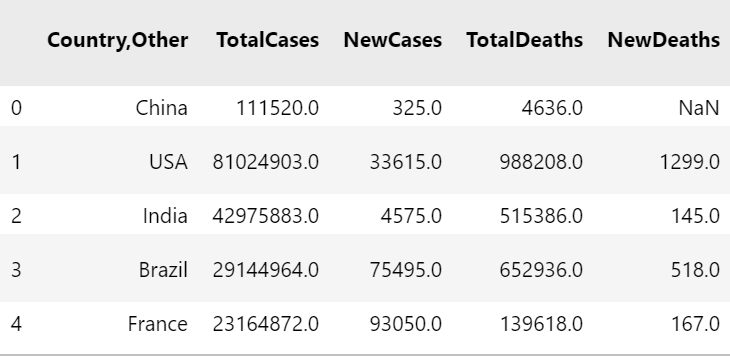 Country,Other TotalCases NewCases TotalDeaths NewDeaths
0 China 111520.0 325.0 4636.0 NaN
1 USA 81024903.0 33615.0 988208.0 1299.0
2 India 42975883.0 4575.0 515386.0 145.0
3 Brazil 29144964.0 75495.0 652936.0 518.0
4 France 23164872.0 93050.0 139618.0 167.0